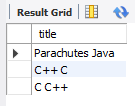 Result Grid
title
Parachutes Java
C++ C
C C++